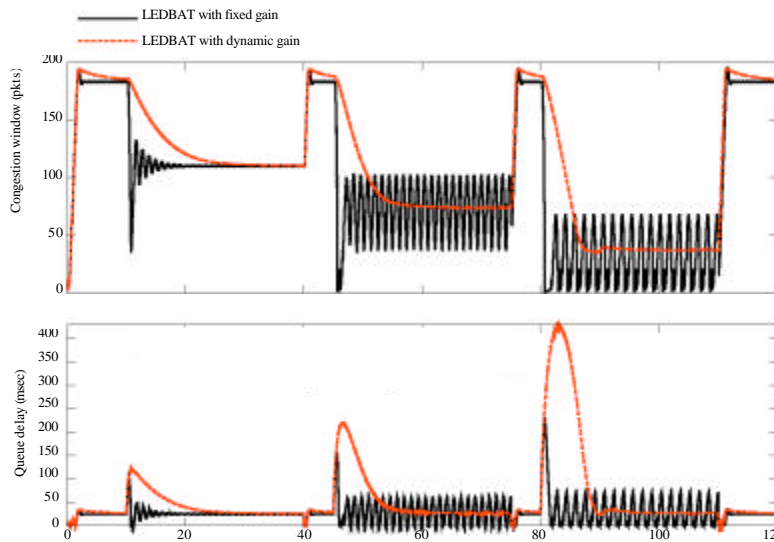 LEDBAT with fixed gain
LEDBAT with dynamic gain
Congestion window (pkts)
200
150
100
50
0
Queue delay (msec)
400
350
300
250
200
150
100
50
0
0 20 40 60 80 100 120